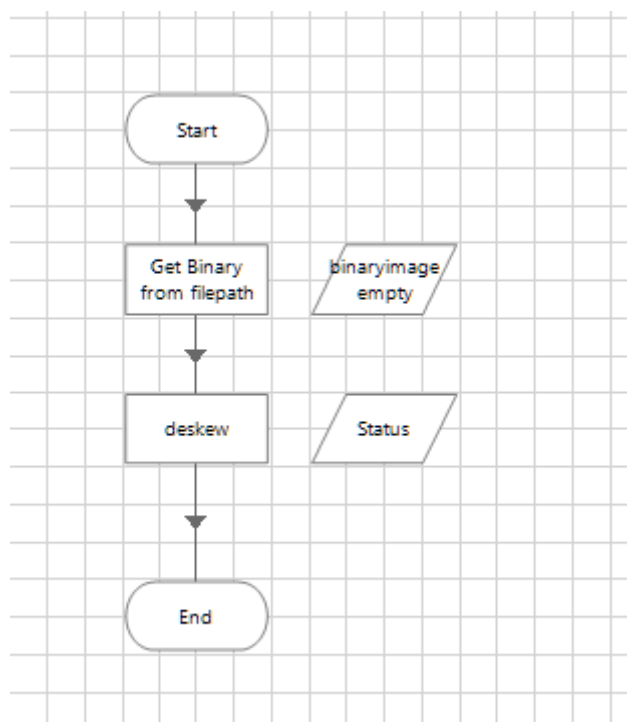 Start
Get Binary
from filepath
binaryimage
empty
deskew
Status
End